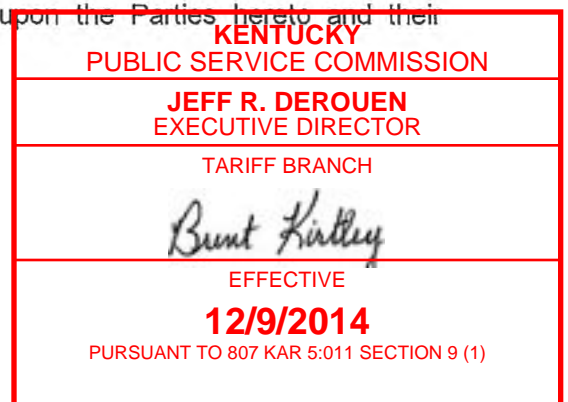 upon the Parties hereto and their
KENTUCKY
PUBLIC SERVICE COMMISSION
JEFF R. DEROUEN
EXECUTIVE DIRECTOR
TARIFF BRANCH
Bunt Kirtley
EFFECTIVE
12/9/2014
PURSUANT TO 807 KAR 5:011 SECTION 9 (1)